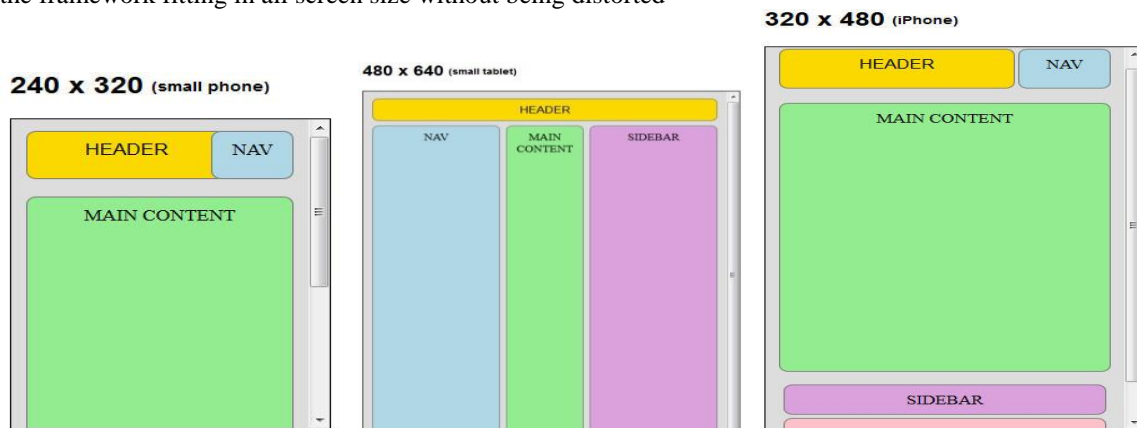 the framework fitting in all screen size without being distorted
240 x 320 (small phone)
HEADER
NAV
MAIN CONTENT
480 x 640 (small tablet)
HEADER
NAV
MAIN
CONTENT
SIDEBAR
320 x 480 (iPhone)
HEADER
NAV
MAIN CONTENT
SIDEBAR